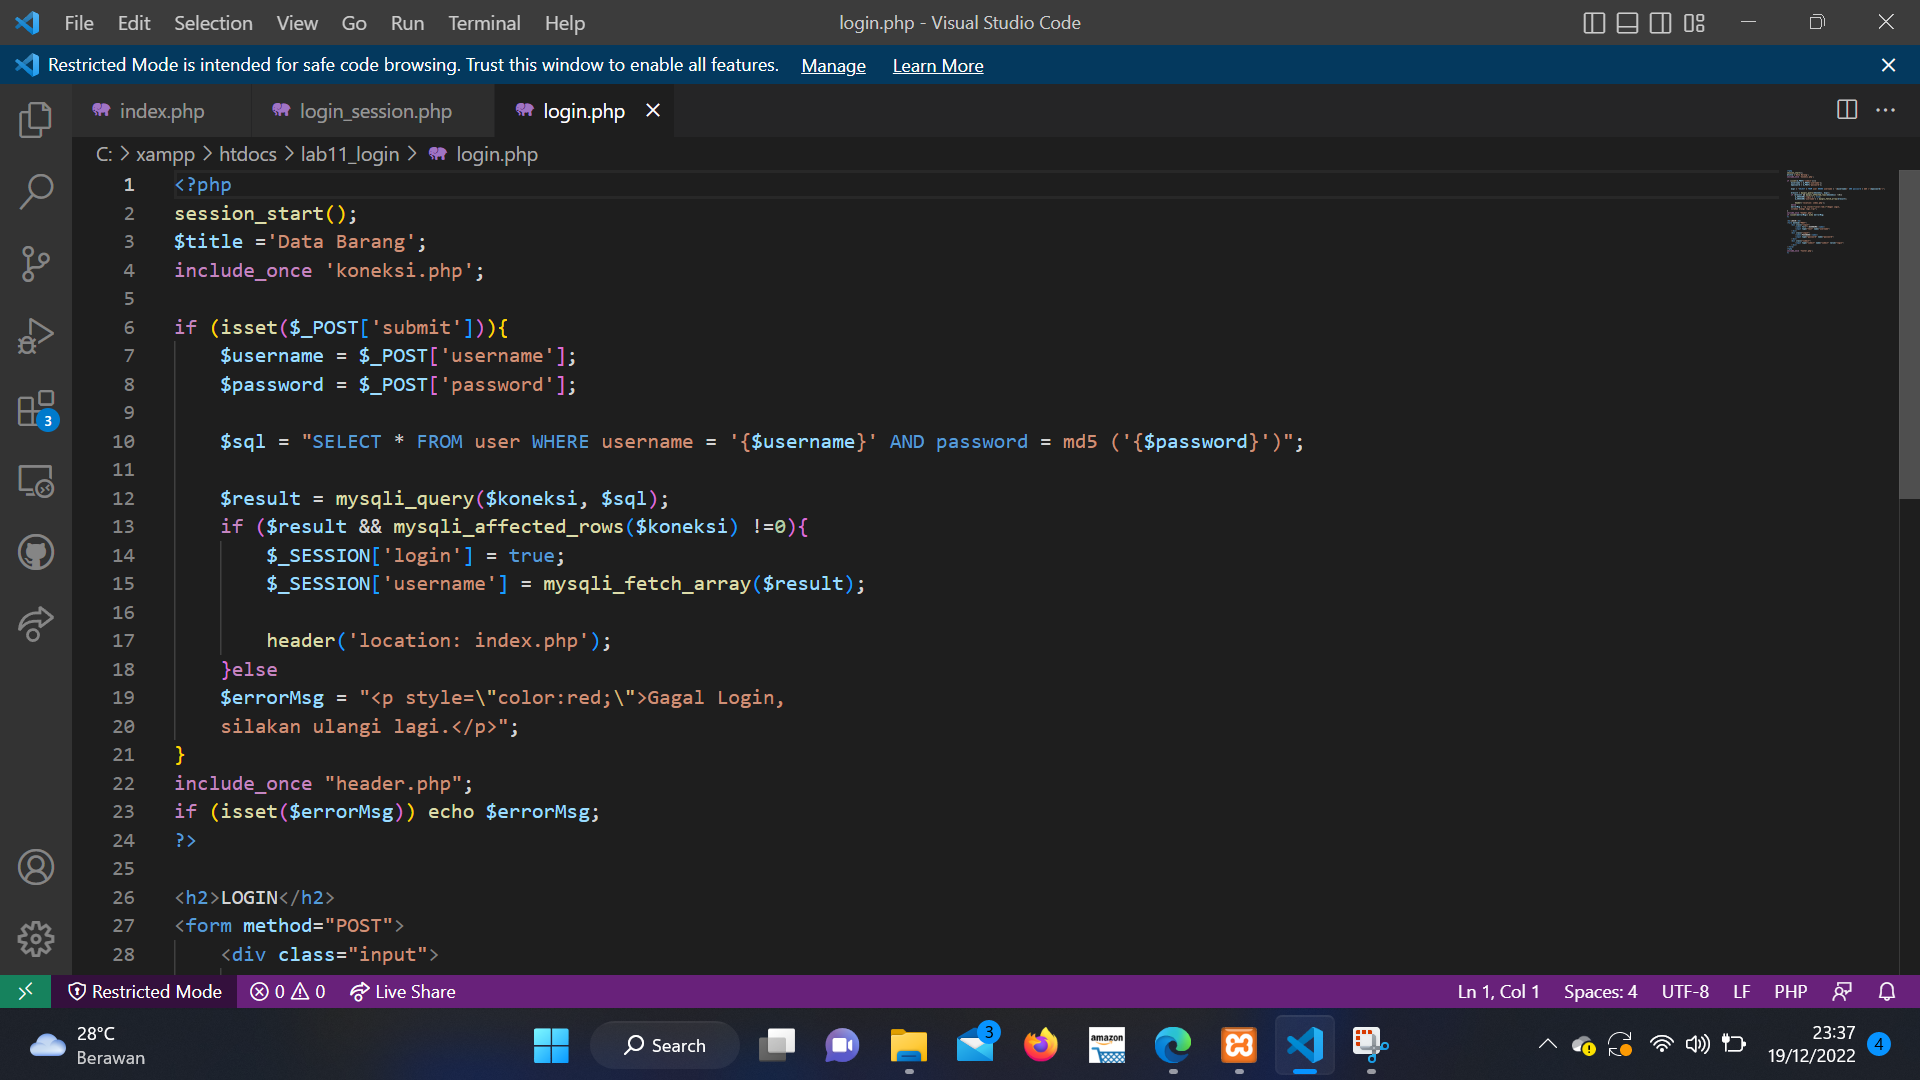 File Edit Selection View Go Run Terminal Help login.php - Visual Studio Code
Restricted Mode is intended for safe code browsing. Trust this window to enable all features. Manage Learn More
index.php login_session.php login.php
C: > xampp > htdocs > lab11_login > login.php
1 <?php
2 session_start();
3 $title ='Data Barang';
4 include_once 'koneksi.php';
5
6 if (isset($_POST['submit'])){
7 $username = $_POST['username'];
8 $password = $_POST['password'];
9
10 $sql = "SELECT * FROM user WHERE username = '{$username}' AND password = md5 ('{$password}')";
11
12 $result = mysqli_query($koneksi, $sql);
13 if ($result && mysqli_affected_rows($koneksi) !=0){
14 $_SESSION['login'] = true;
15 $_SESSION['username'] = mysqli_fetch_array($result);
16
17 header('location: index.php');
18 }else
19 $errorMsg = "<p style=\"color:red;\">Gagal Login,
20 silakan ulangi lagi.</p>";
21 }
22 include_once "header.php";
23 if (isset($errorMsg)) echo $errorMsg;
24 ?>
25
26 <h2>LOGIN</h2>
27 <form method="POST">
28 <div class="input">
3
Restricted Mode 0 0 Live Share Ln 1, Col 1 Spaces: 4 UTF-8 LF PHP
28°C
Berawan
Search
3
amazon
23:37
19/12/2022
4